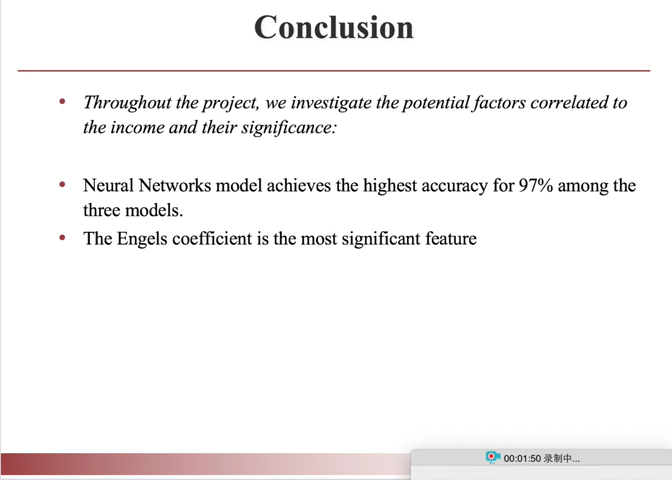 Conclusion
Throughout the project, we investigate the potential factors correlated to
the income and their significance:
Neural Networks model achieves the highest accuracy for 97% among the
three models.
The Engels coefficient is the most significant feature
00:01:50 录制中...